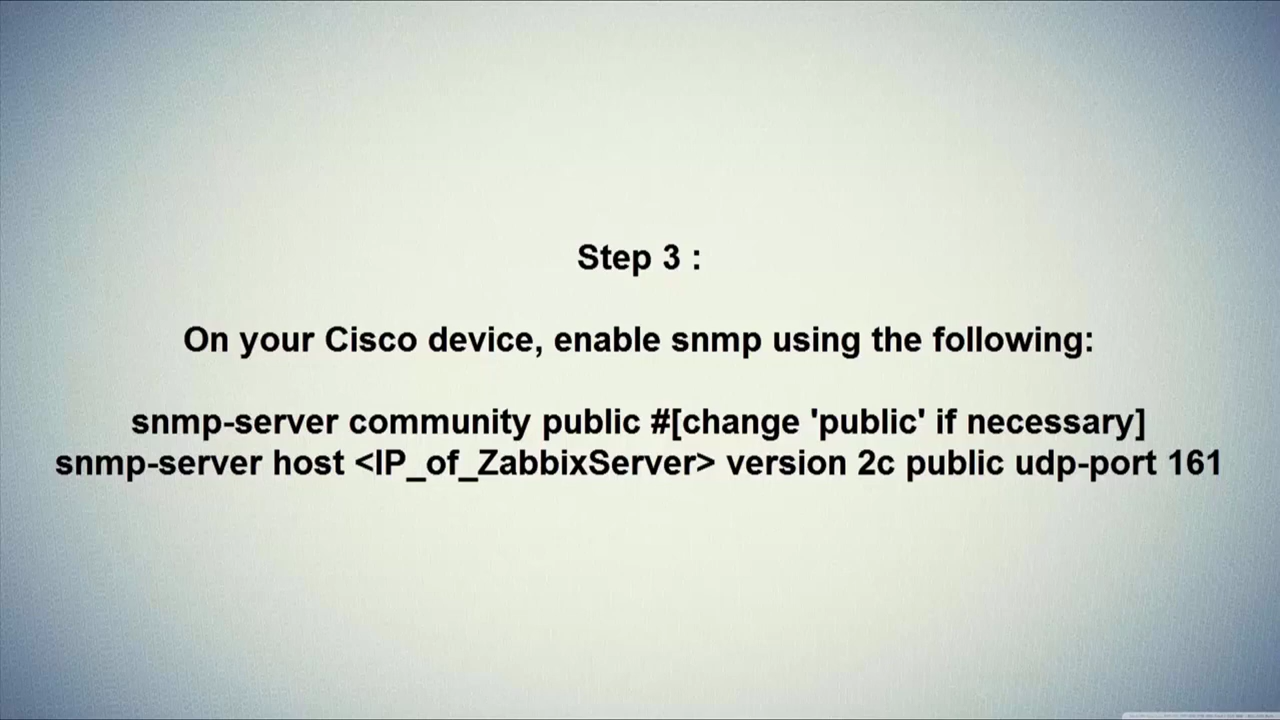 Step 3 :
On your Cisco device, enable snmp using the following:
snmp-server community public #[change 'public' if necessary]
snmp-server host <IP_of_ZabbixServer> version 2c public udp-port 161